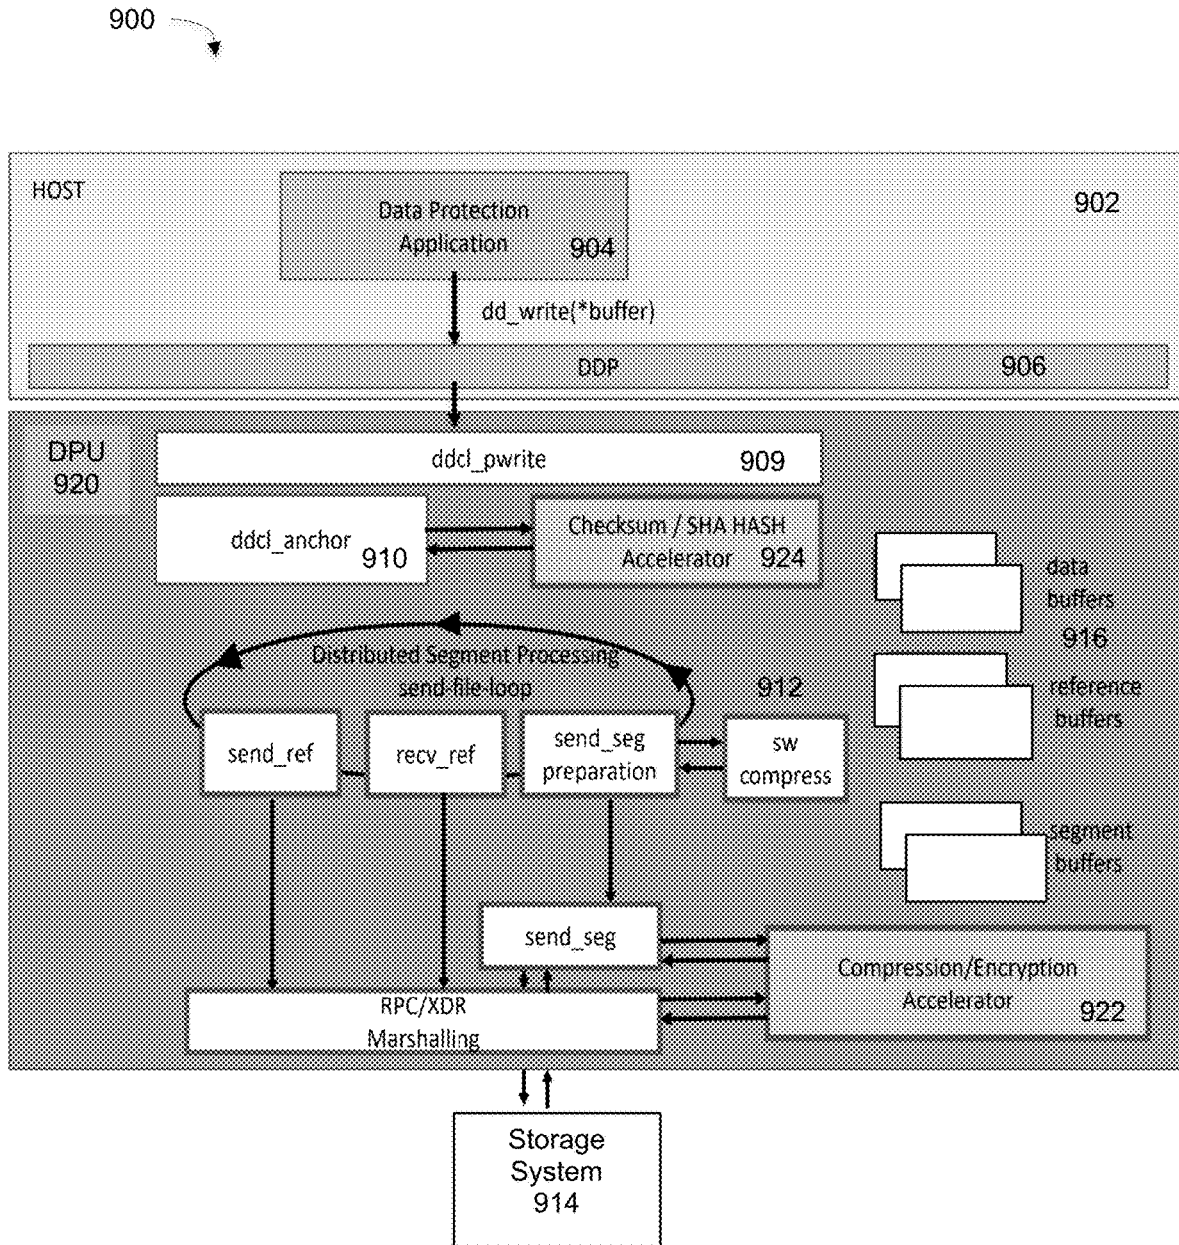 900
HOST
902
Data Protection
Application 904
dd_write(*buffer)
DDP 906
DPU
920
ddcl_pwrite 909
ddcl_anchor 910
Checksum / SHA HASH
Accelerator 924
data
buffers
916
Distributed Segment Processing
send-file-loop
912
reference
buffers
send_ref
recv_ref
send_seg
preparation
sw
compress
segment
buffers
send_seg
Compression/Encryption
Accelerator 922
RPC/XDR
Marshalling
Storage
System
914